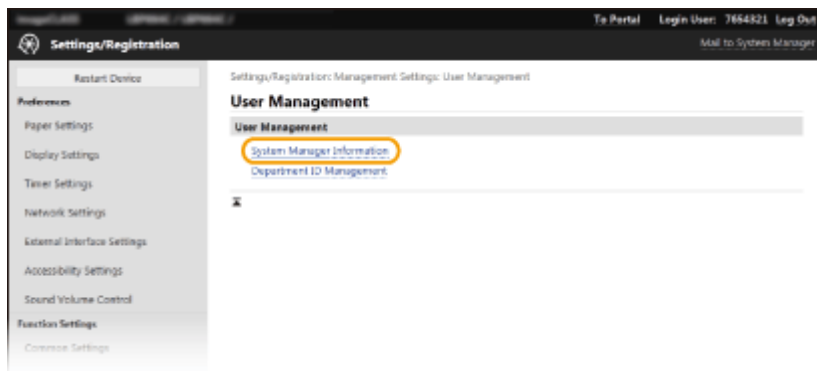 To Portal Login User: 7654321 Log Out
Settings/Registration
Mail to System Manager
Restart Device
Settings/Registration: Management Settings: User Management
Preferences
User Management
Paper Settings
User Management
Display Settings
System Manager Information
Department ID Management
Timer Settings
Network Settings
External Interface Settings
Accessibility Settings
Sound Volume Control
Function Settings
Common Settings